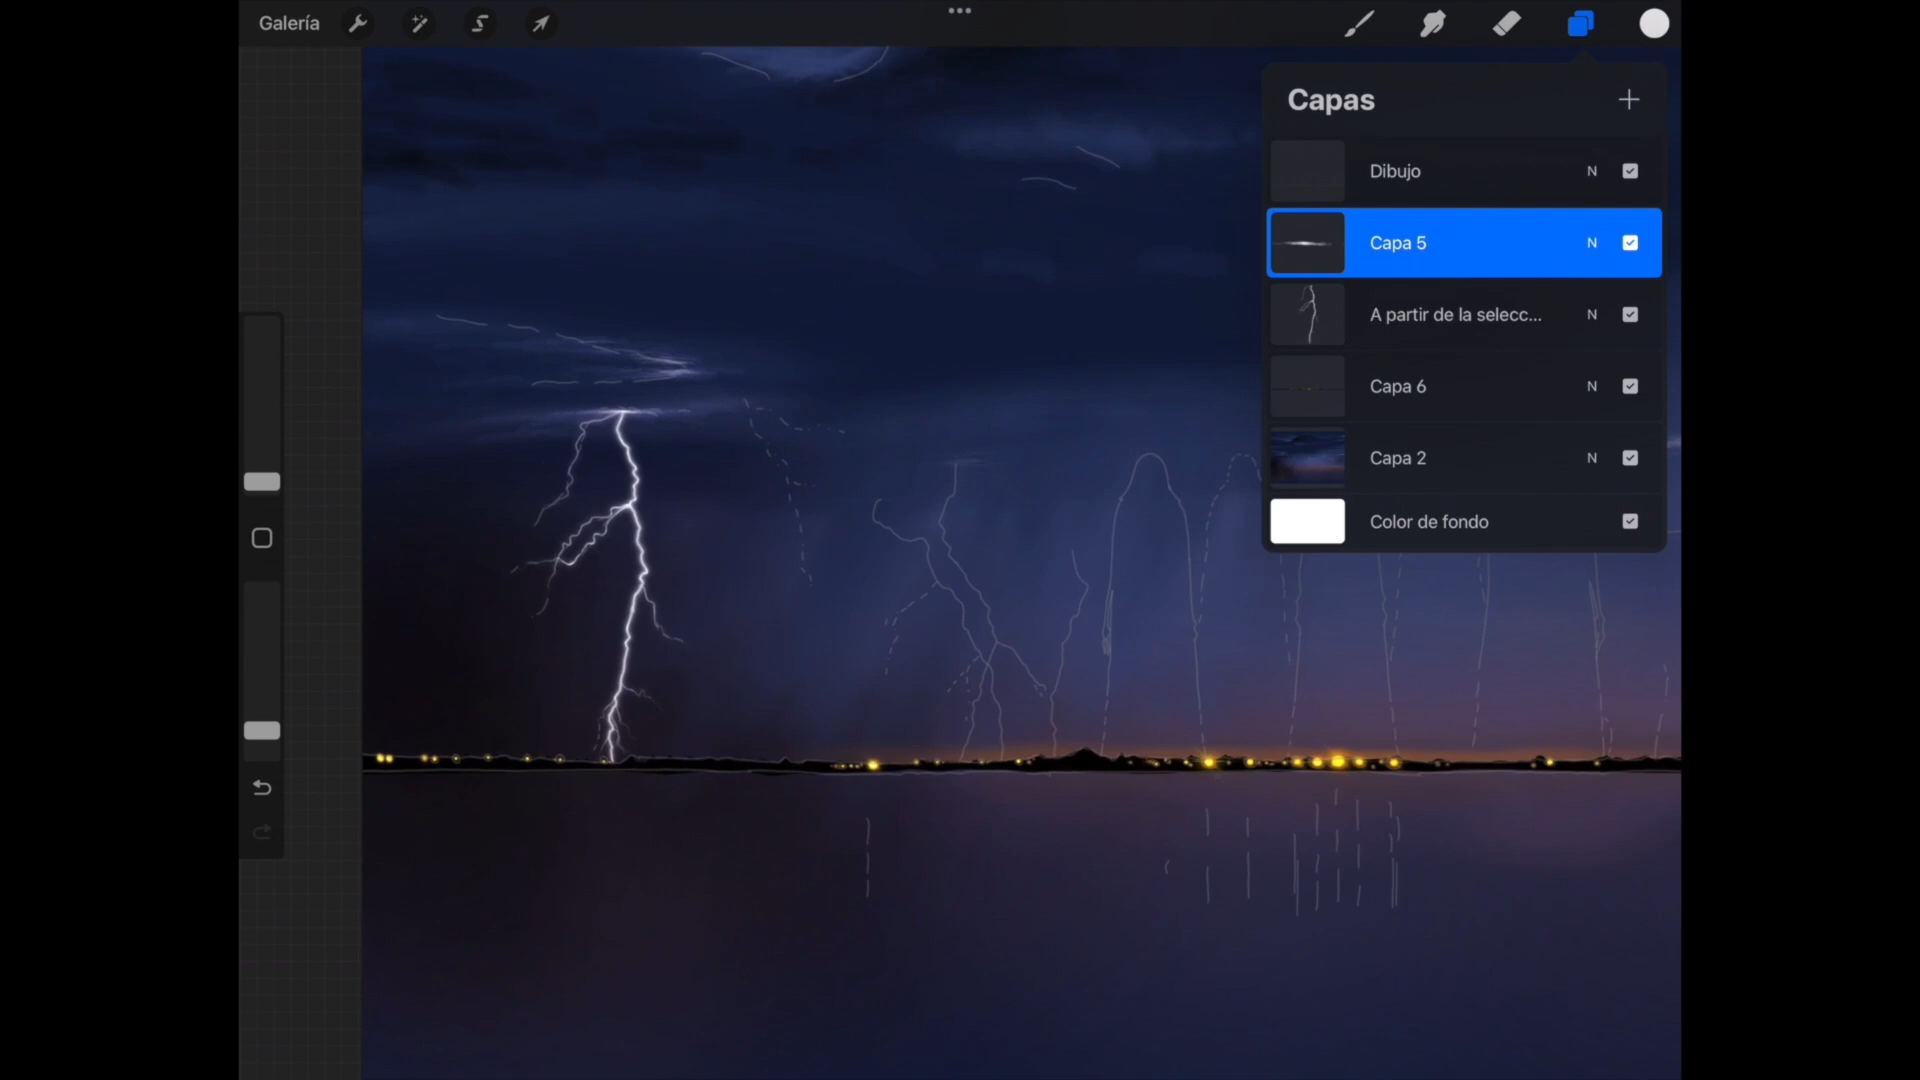 Galería
Capas
Dibujo N
Capa 5 N
A partir de la selecc... N
Capa 6 N
Capa 2 N
Color de fondo